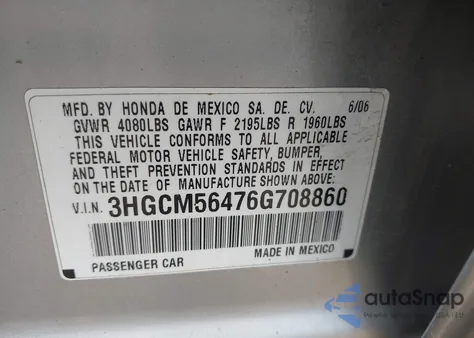 MFD. BY HONDA DE MEXICO SA. DE. CV. 6/06
GVWR 4080LBS GAWR F 2195LBS R 1960LBS
THIS VEHICLE CONFORMS TO ALL APPLICABLE
FEDERAL MOTOR VEHICLE SAFETY, BUMPER,
AND THEFT PREVENTION STANDARDS IN EFFECT
ON THE DATE OF MANUFACTURE SHOWN ABOVE.
V.I.N. 3HGCM56476G708860
PASSENGER CAR MADE IN MEXICO
autoSnap